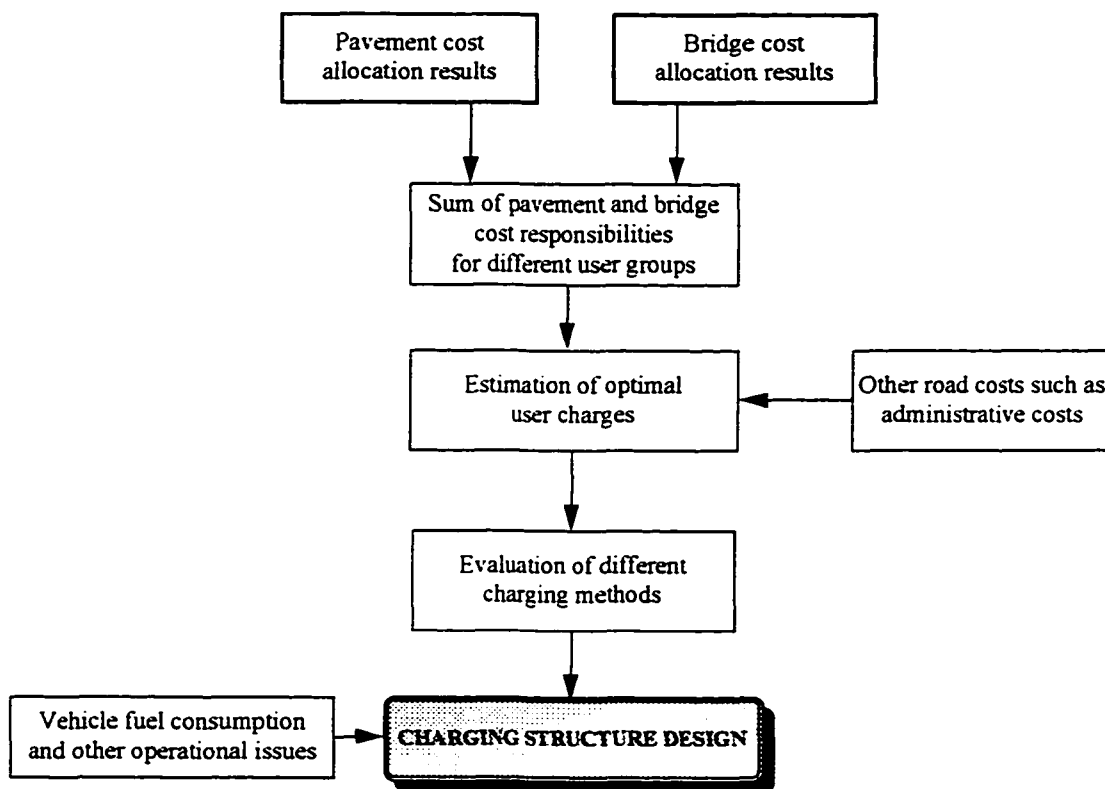 Pavement cost
allocation results
Bridge cost
allocation results
Sum of pavement and bridge
cost responsibilities
for different user groups
Estimation of optimal
user charges
Other road costs such as
administrative costs
Evaluation of different
charging methods
Vehicle fuel consumption
and other operational issues
CHARGING STRUCTURE DESIGN